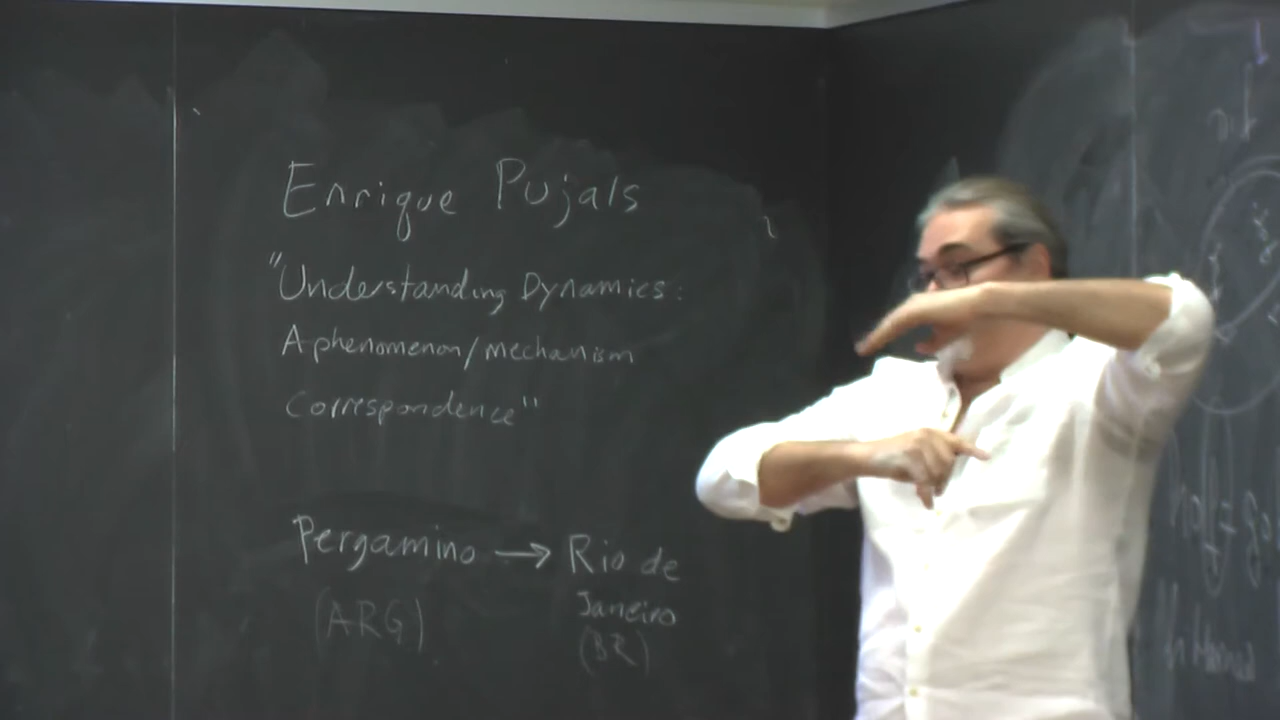 Enrique Pujals
"Understanding Dynamics:
A phenomenon/mechanism
Correspondence"
Pergamino → Rio de
Janeiro
(ARG)
(BR)